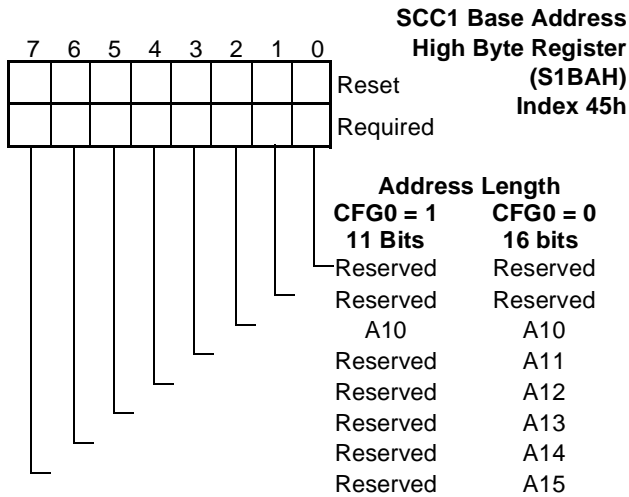 SCC1 Base Address
High Byte Register
(S1BAH)
Index 45h
7 6 5 4 3 2 1 0
Reset
Required
Address Length
CFG0 = 1 CFG0 = 0
11 Bits 16 bits
Reserved Reserved
Reserved Reserved
A10 A10
Reserved A11
Reserved A12
Reserved A13
Reserved A14
Reserved A15